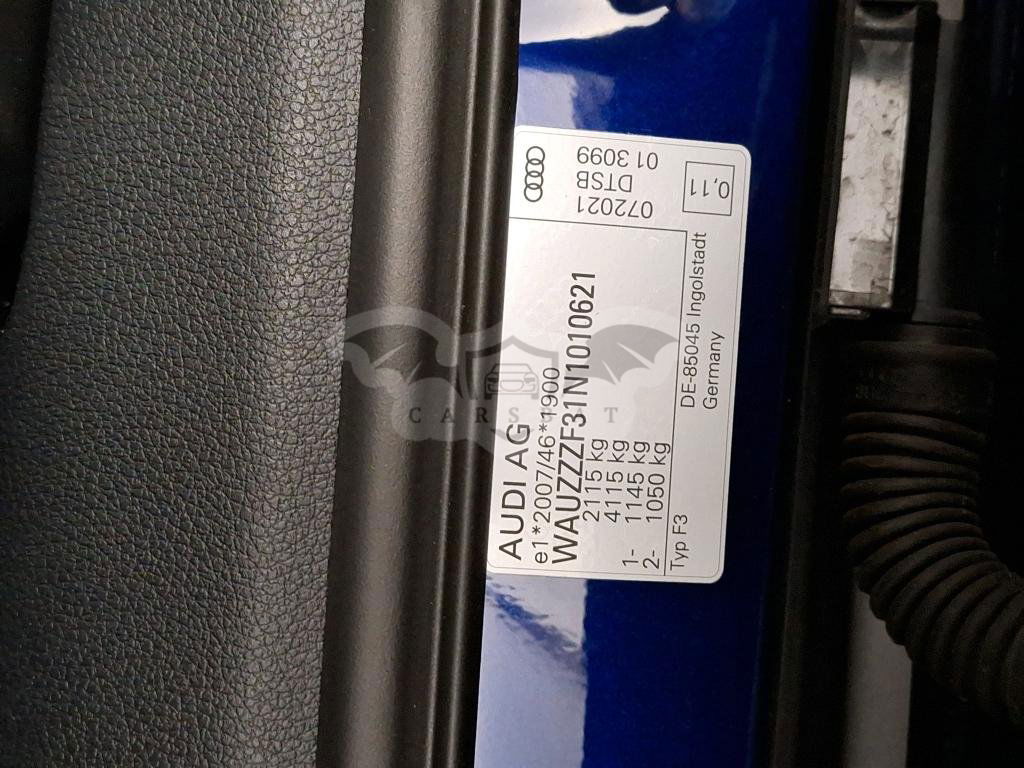 AUDI AG
e1*2007/46*1900
WAUZZZF31N1010621
2115 kg
4115 kg
1- 1145 kg
2- 1050 kg
Typ F3
DE-85045 Ingolstadt
Germany
072021
DTSB
01 3099
0,11
CARSBAT